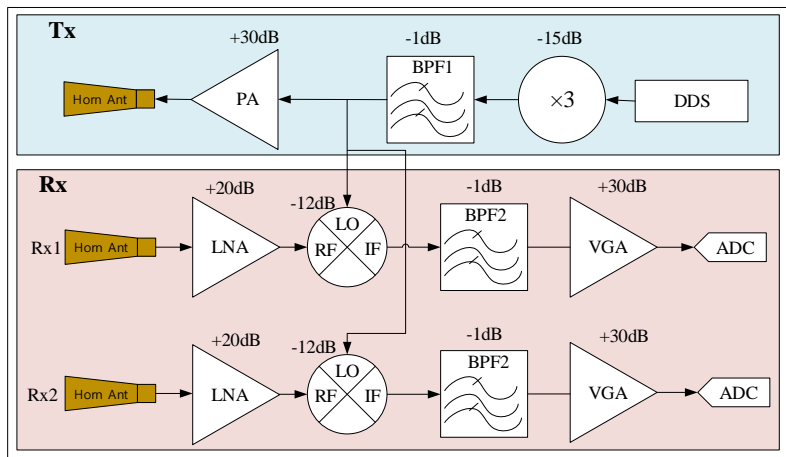 Tx
+30dB
-1dB
-15dB
Horn Ant
PA
BPF1
×3
DDS
Rx
+20dB
-12dB
-1dB
+30dB
Rx1
Horn Ant
LNA
LO
RF
IF
BPF2
VGA
ADC
+20dB
-12dB
-1dB
+30dB
Rx2
Horn Ant
LNA
LO
RF
IF
BPF2
VGA
ADC